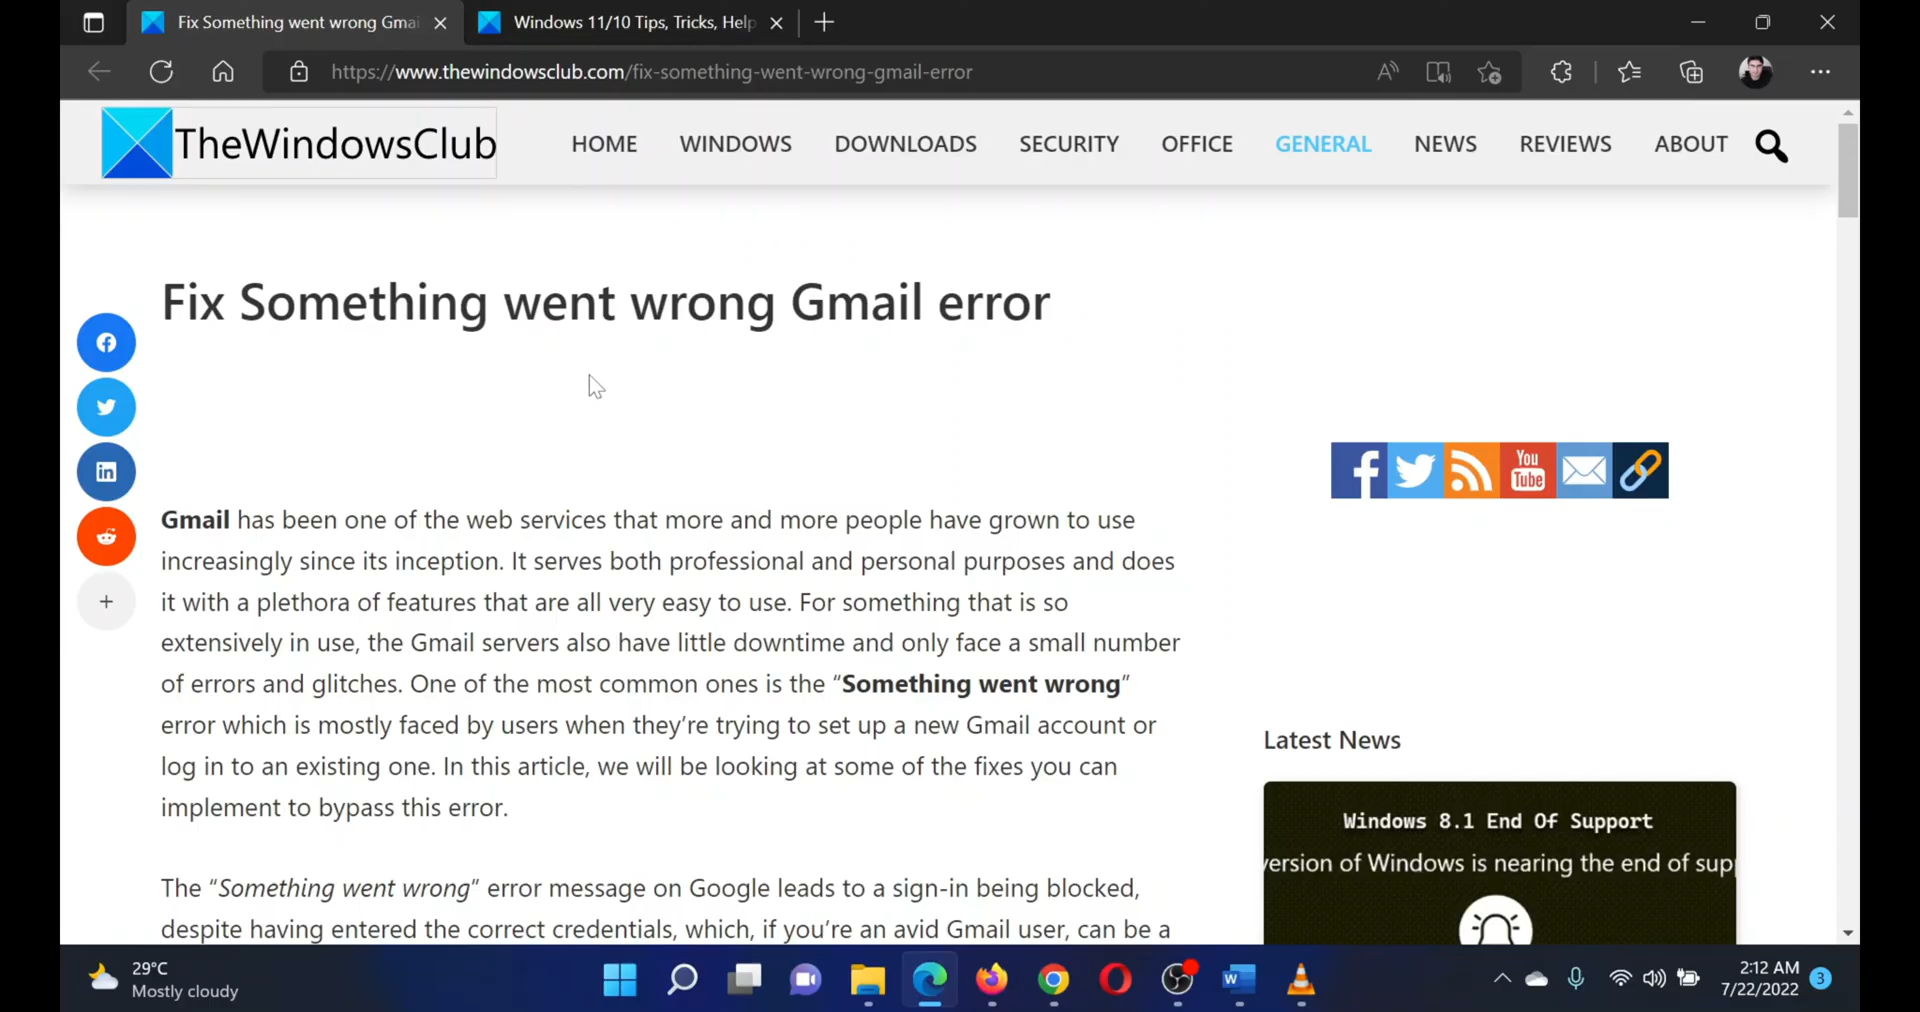 Fix Something went wrong Gmai
Windows 11/10 Tips, Tricks, Help
https://www.thewindowsclub.com/fix-something-went-wrong-gmail-error
TheWindowsClub
HOME WINDOWS DOWNLOADS SECURITY OFFICE GENERAL NEWS REVIEWS ABOUT
Fix Something went wrong Gmail error
Gmail has been one of the web services that more and more people have grown to use
increasingly since its inception. It serves both professional and personal purposes and does
it with a plethora of features that are all very easy to use. For something that is so
extensively in use, the Gmail servers also have little downtime and only face a small number
of errors and glitches. One of the most common ones is the “Something went wrong”
error which is mostly faced by users when they’re trying to set up a new Gmail account or
log in to an existing one. In this article, we will be looking at some of the fixes you can
implement to bypass this error.
The “Something went wrong” error message on Google leads to a sign-in being blocked,
despite having entered the correct credentials, which, if you’re an avid Gmail user, can be a
You
Tube
Latest News
Windows 8.1 End Of Support
version of Windows is nearing the end of supp
29°C
Mostly cloudy
2:12 AM
7/22/2022
3